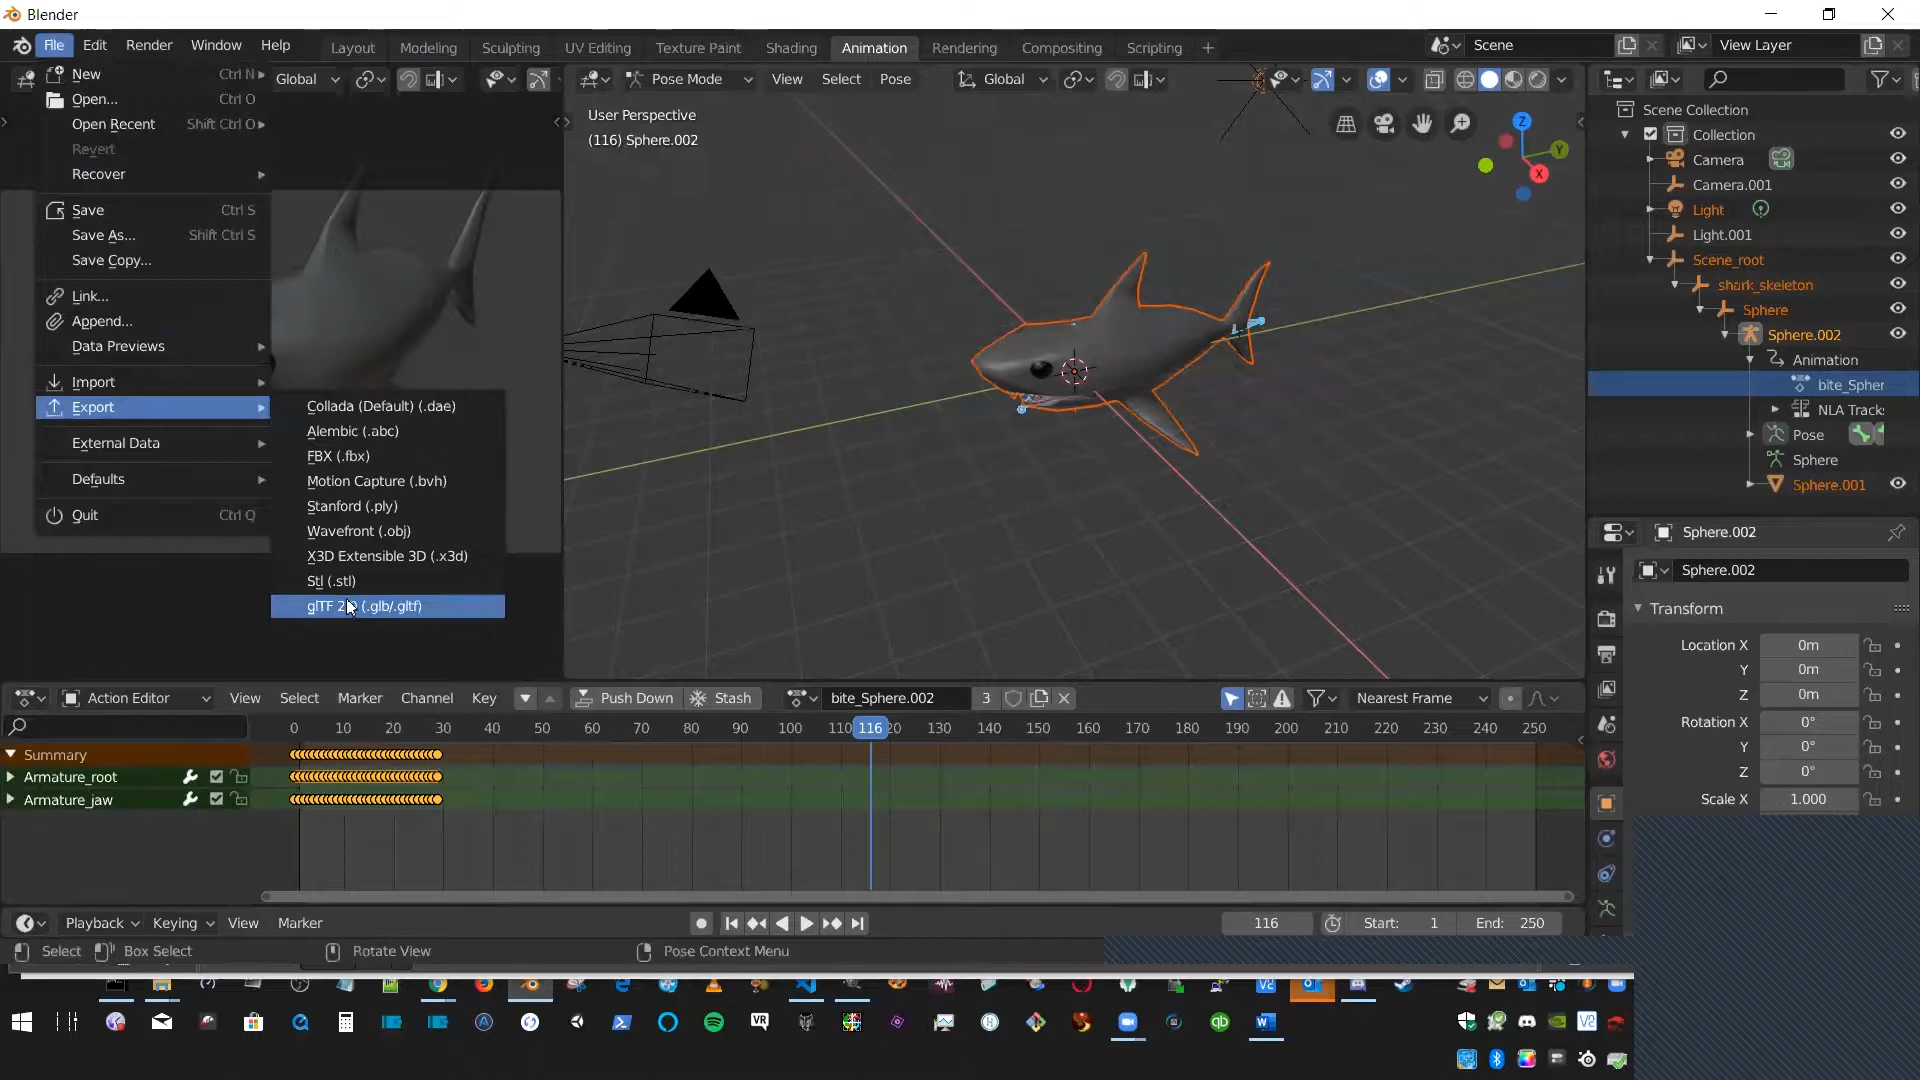 Blender
File Edit Render Window Help Layout Modeling Sculpting UV Editing Texture Paint Shading Animation Rendering Compositing Scripting + Scene View Layer
New Ctrl N
Open... Ctrl O
Open Recent Shift Ctrl O
Revert
Recover
Save Ctrl S
Save As... Shift Ctrl S
Save Copy...
Link...
Append...
Data Previews
Import
Export
External Data
Defaults
Quit Ctrl Q
Collada (Default) (.dae)
Alembic (.abc)
FBX (.fbx)
Motion Capture (.bvh)
Stanford (.ply)
Wavefront (.obj)
X3D Extensible 3D (.x3d)
Stl (.stl)
(.glb/.gltf)
Global
Pose Mode View Select Pose Global
User Perspective
(116) Sphere.002
Z
Y
X
Scene Collection
Collection
Camera
Camera.001
Light
Light.001
Scene_root
shark_skeleton
Sphere
Sphere.002
Animation
bite_Spher
NLA Track
Pose
Sphere
Sphere.001
Sphere.002
Sphere.002
Transform
Location X 0m
Y 0m
Z 0m
Rotation X 0°
Y 0°
Z 0°
Scale X 1.000
Action Editor View Select Marker Channel Key Push Down Stash bite_Sphere.002 3 Nearest Frame
0 10 20 30 40 50 60 70 80 90 100 110 116 20 130 140 150 160 170 180 190 200 210 220 230 240 250
Summary
Armature_root
Armature_jaw
Playback Keying View Marker 116 Start: 1 End: 250
Select Box Select Rotate View Pose Context Menu